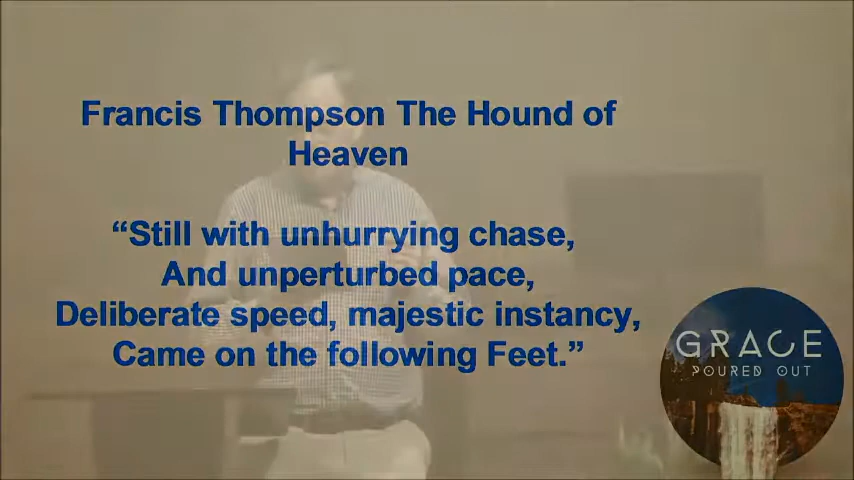 Francis Thompson The Hound of
Heaven
“Still with unhurrying chase,
And unperturbed pace,
Deliberate speed, majestic instancy,
Came on the following Feet.”
GRACE
POURED OUT